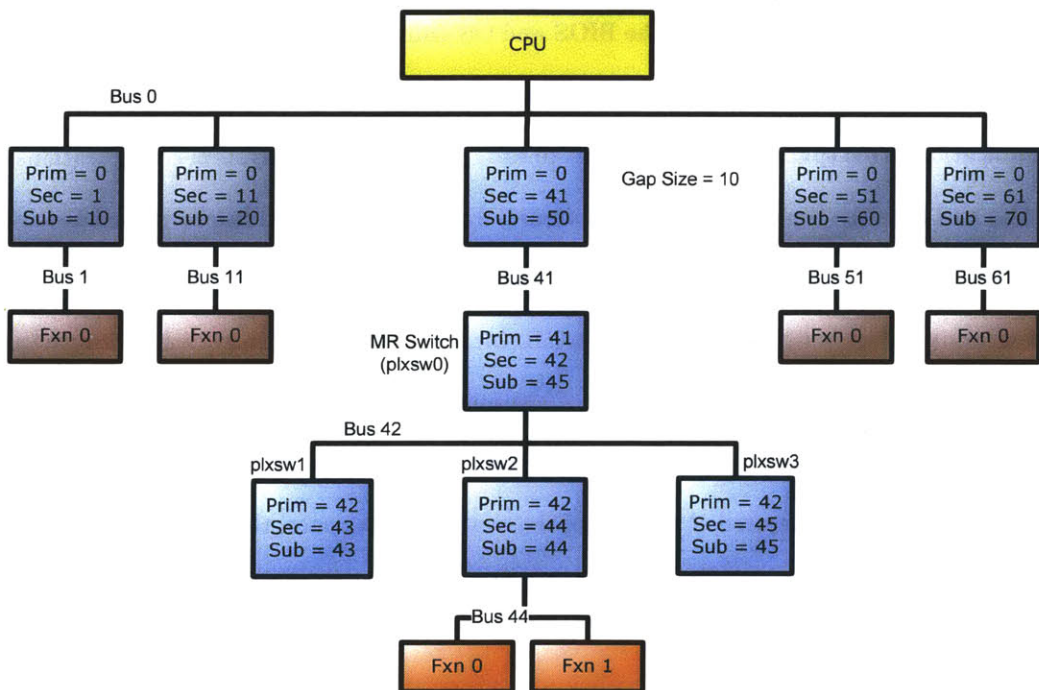 CPU
Bus 0
Prim = 0
Sec = 1
Sub = 10
Prim = 0
Sec = 11
Sub = 20
Prim = 0
Sec = 41
Sub = 50
Gap Size = 10
Prim = 0
Sec = 51
Sub = 60
Prim = 0
Sec = 61
Sub = 70
Bus 1
Bus 11
Bus 41
Bus 51
Bus 61
Fxn 0
Fxn 0
MR Switch
(plxsw0)
Prim = 41
Sec = 42
Sub = 45
Fxn 0
Fxn 0
Bus 42
plxsw1
plxsw2
plxsw3
Prim = 42
Sec = 43
Sub = 43
Prim = 42
Sec = 44
Sub = 44
Prim = 42
Sec = 45
Sub = 45
Bus 44
Fxn 0
Fxn 1